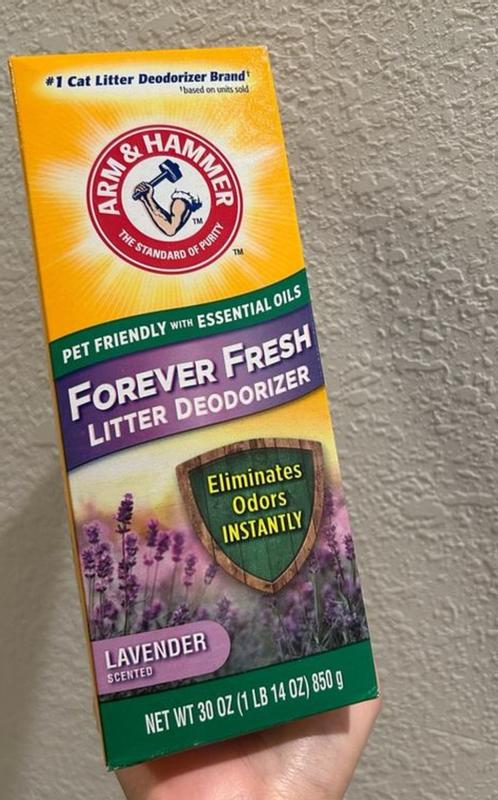 #1 Cat Litter Deodorizer Brand†
†based on units sold
ARM & HAMMER
TM
THE STANDARD OF PURITY
TM
PET FRIENDLY WITH ESSENTIAL OILS
FOREVER FRESH
LITTER DEODORIZER
Eliminates
Odors
INSTANTLY
LAVENDER
SCENTED
NET WT 30 OZ (1 LB 14 OZ) 850 g